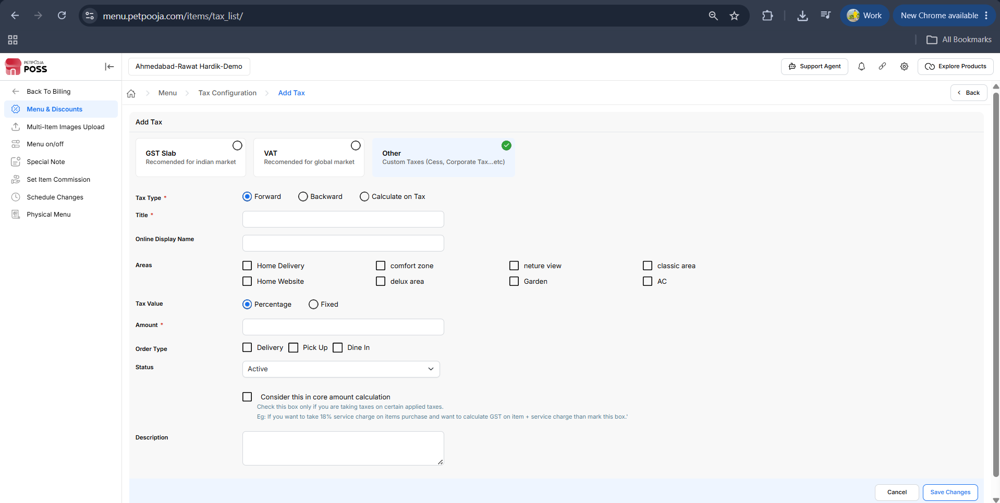 menu.petpooja.com/items/tax_list/
Work
New Chrome available
All Bookmarks
PETPOOJA
POSS
Ahmedabad-Rawat Hardik-Demo
Support Agent
Explore Products
Back To Billing
Menu & Discounts
Multi-Item Images Upload
Menu on/off
Special Note
Set Item Commission
Schedule Changes
Physical Menu
Menu
Tax Configuration
Add Tax
Back
Add Tax
GST Slab
Recomended for indian market
VAT
Recomended for global market
Other
Custom Taxes (Cess, Corporate Tax...etc)
Tax Type *
Forward
Backward
Calculate on Tax
Title *
Online Display Name
Areas
Home Delivery
comfort zone
neture view
classic area
Home Website
delux area
Garden
AC
Tax Value
Percentage
Fixed
Amount *
Order Type
Delivery
Pick Up
Dine In
Status
Active
Consider this in core amount calculation
Check this box only if you are taking taxes on certain applied taxes.
Eg: If you want to take 18% service charge on items purchase and want to calculate GST on item + service charge than mark this box.'
Description
Cancel
Save Changes